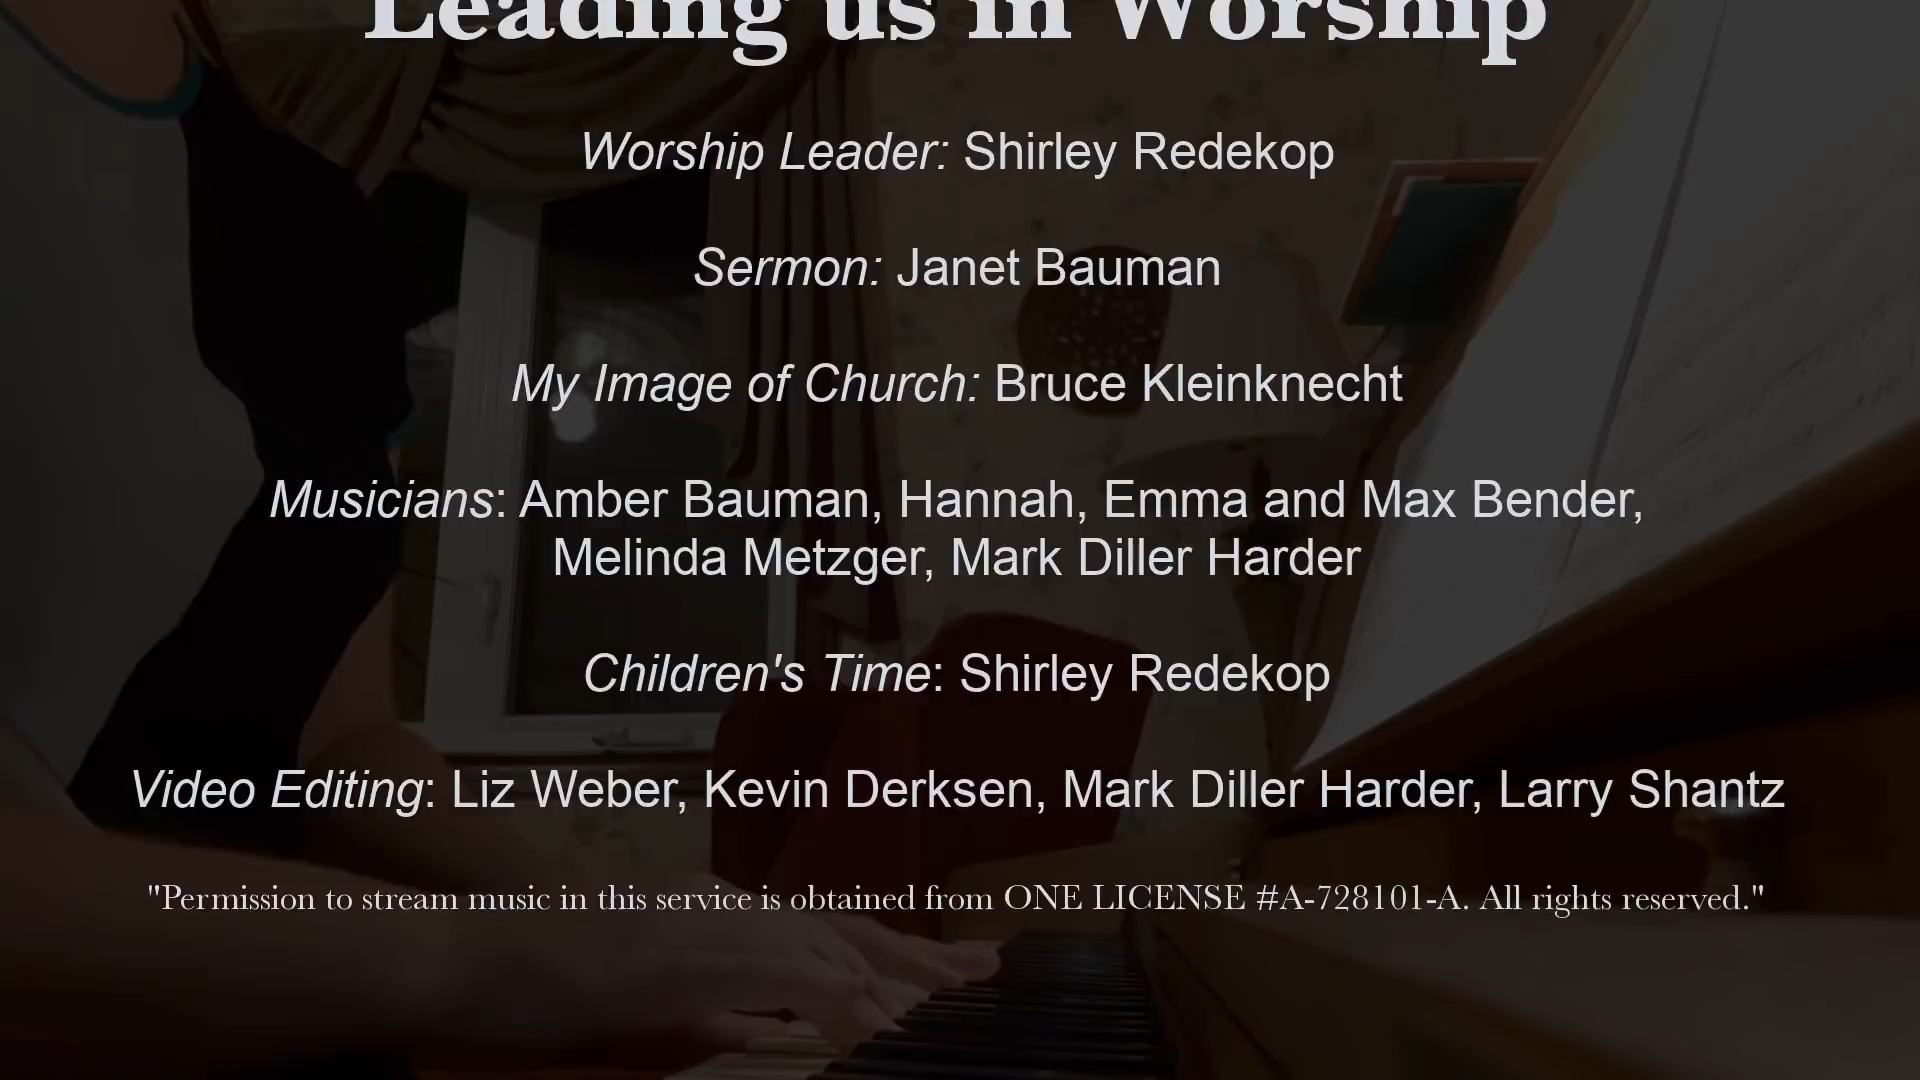 Leading us in Worship
Worship Leader: Shirley Redekop
Sermon: Janet Bauman
My Image of Church: Bruce Kleinknecht
Musicians: Amber Bauman, Hannah, Emma and Max Bender,
Melinda Metzger, Mark Diller Harder
Children's Time: Shirley Redekop
Video Editing: Liz Weber, Kevin Derksen, Mark Diller Harder, Larry Shantz
"Permission to stream music in this service is obtained from ONE LICENSE #A-728101-A. All rights reserved."